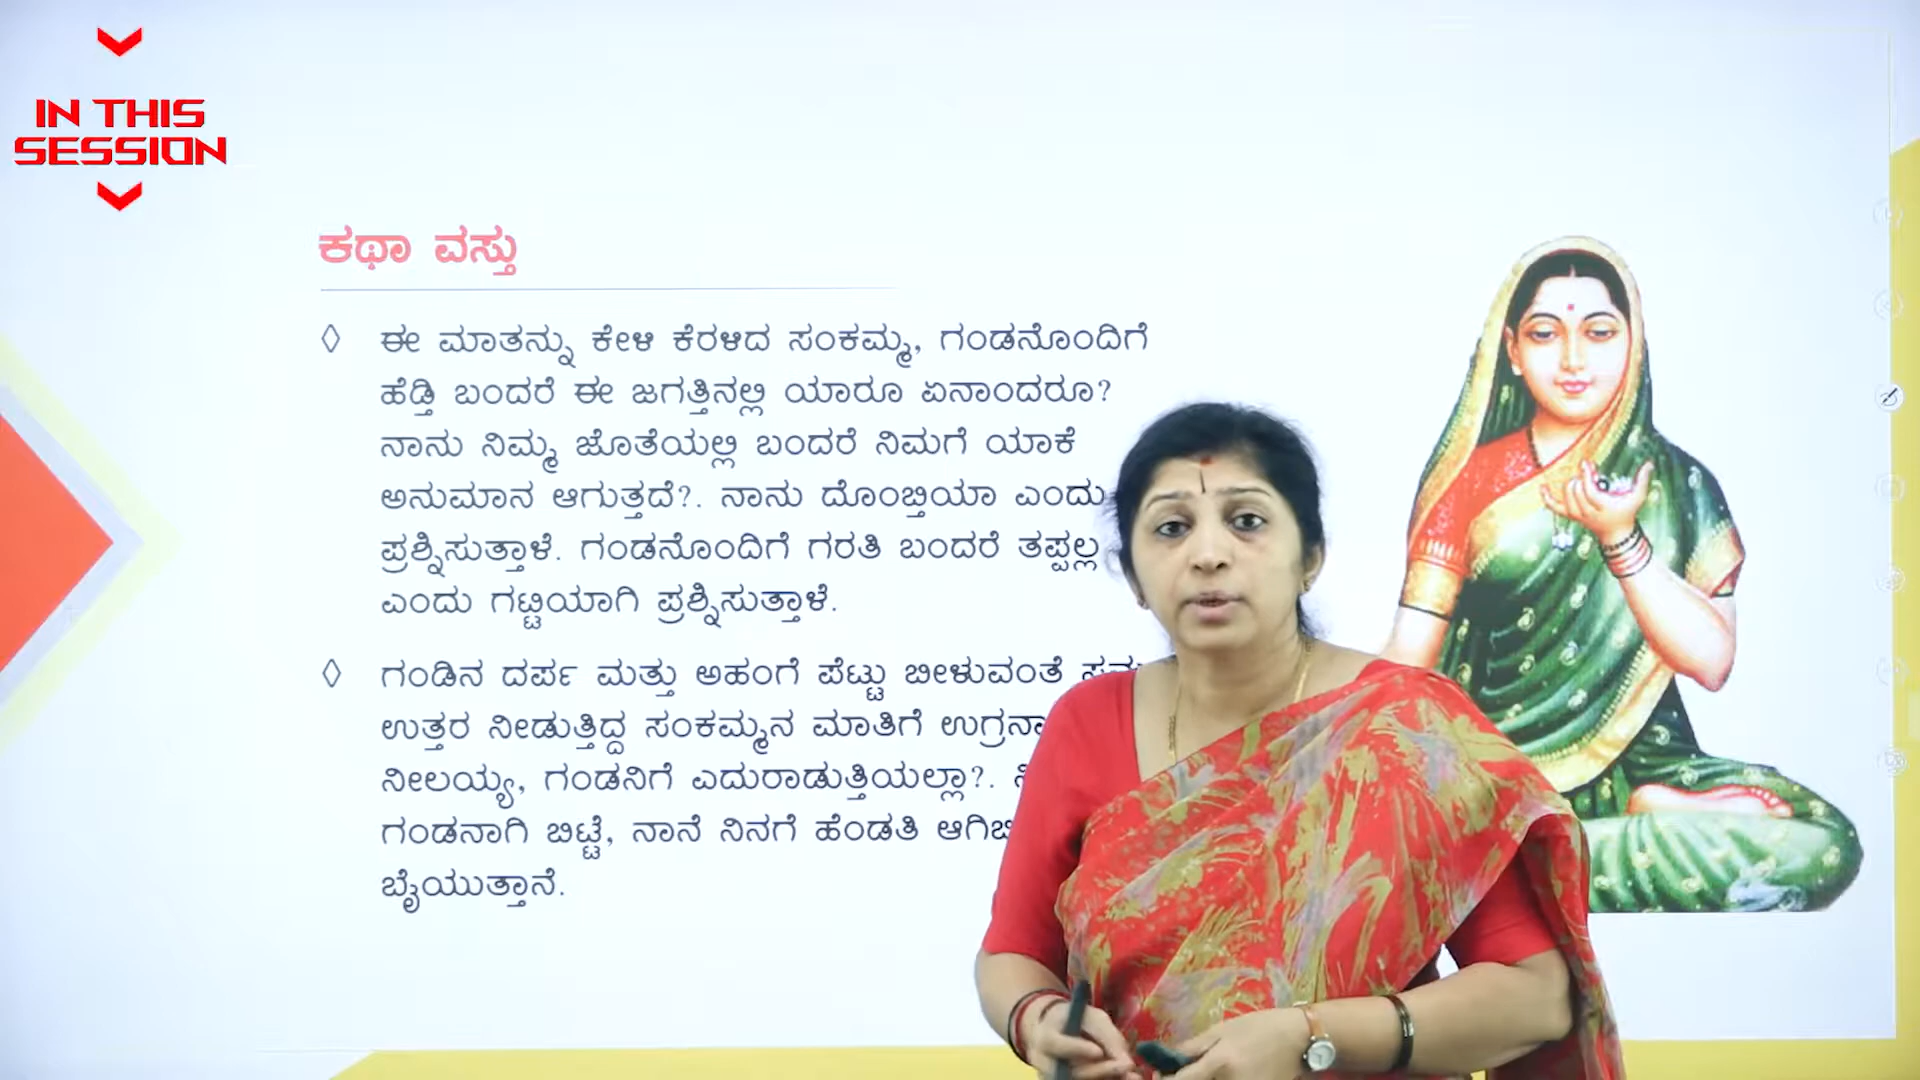 IN THIS
SESSION
ಕಥಾ ವಸ್ತು
◊ ಈ ಮಾತನ್ನು ಕೇಳಿ ಕೆರಳಿದ ಸಂಕಮ್ಮ, ಗಂಡನೊಂದಿಗೆ
ಹೆಡ್ತಿ ಬಂದರೆ ಈ ಜಗತ್ತಿನಲ್ಲಿ ಯಾರೂ ಏನಾಂದರೂ?
ನಾನು ನಿಮ್ಮ ಜೊತೆಯಲ್ಲಿ ಬಂದರೆ ನಿಮಗೆ ಯಾಕೆ
ಅನುಮಾನ ಆಗುತ್ತದೆ?. ನಾನು ದೊಂಬ್ತಿಯಾ ಎಂದು
ಪ್ರಶ್ನಿಸುತ್ತಾಳೆ. ಗಂಡನೊಂದಿಗೆ ಗರತಿ ಬಂದರೆ ತಪ್ಪಲ್ಲ
ಎಂದು ಗಟ್ಟಿಯಾಗಿ ಪ್ರಶ್ನಿಸುತ್ತಾಳೆ.
◊ ಗಂಡಿನ ದರ್ಪ ಮತ್ತು ಅಹಂಗೆ ಪೆಟ್ಟು ಬೀಳುವಂತೆ
ಉತ್ತರ ನೀಡುತ್ತಿದ್ದ ಸಂಕಮ್ಮನ ಮಾತಿಗೆ
ನೀಲಯ್ಯ, ಗಂಡನಿಗೆ ಎದುರಾಡುತ್ತಿಯಲ್ಲಾ?.
ಗಂಡನಾಗಿ ಬಿಟ್ಟೆ, ನಾನೆ ನಿನಗೆ ಹೆಂಡತಿ
ಬೈಯುತ್ತಾನೆ.